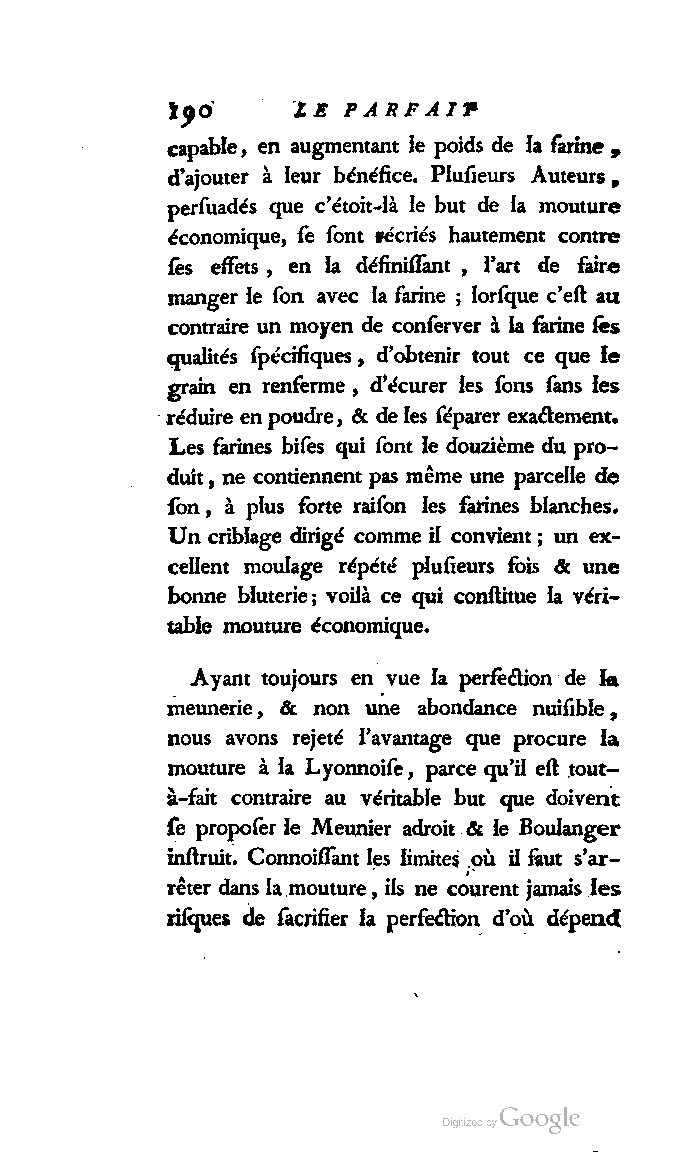 190 LE PARFAIT
capable, en augmentant le poids de la farine,
d'ajouter à leur bénéfice. Pluſieurs Auteurs,
perſuadés que c'étoit-là le but de la mouture
économique, ſe ſont récriés hautement contre
ſes effets, en la définiſſant, l'art de faire
manger le ſon avec la farine ; lorſque c'eſt au
contraire un moyen de conſerver à la farine ſes
qualités ſpécifiques, d'obtenir tout ce que le
grain en renferme, d'écurer les ſons ſans les
réduire en poudre, & de les ſéparer exactement.
Les farines biſes qui ſont le douzième du pro-
duit, ne contiennent pas même une parcelle de
ſon, à plus forte raiſon les farines blanches.
Un criblage dirigé comme il convient ; un ex-
cellent moulage répété pluſieurs fois & une
bonne bluterie ; voilà ce qui conſtitue la véri-
table mouture économique.
Ayant toujours en vue la perfection de la
meunerie, & non une abondance nuiſible,
nous avons rejeté l'avantage que procure la
mouture à la Lyonnoiſe, parce qu'il eſt tout-
à-fait contraire au véritable but que doivent
ſe propoſer le Meunier adroit & le Boulanger
inſtruit. Connoiſſant les limites où il faut s'ar-
rêter dans la mouture, ils ne courent jamais les
riſques de ſacrifier la perfection d'où dépend
Digitized by Google